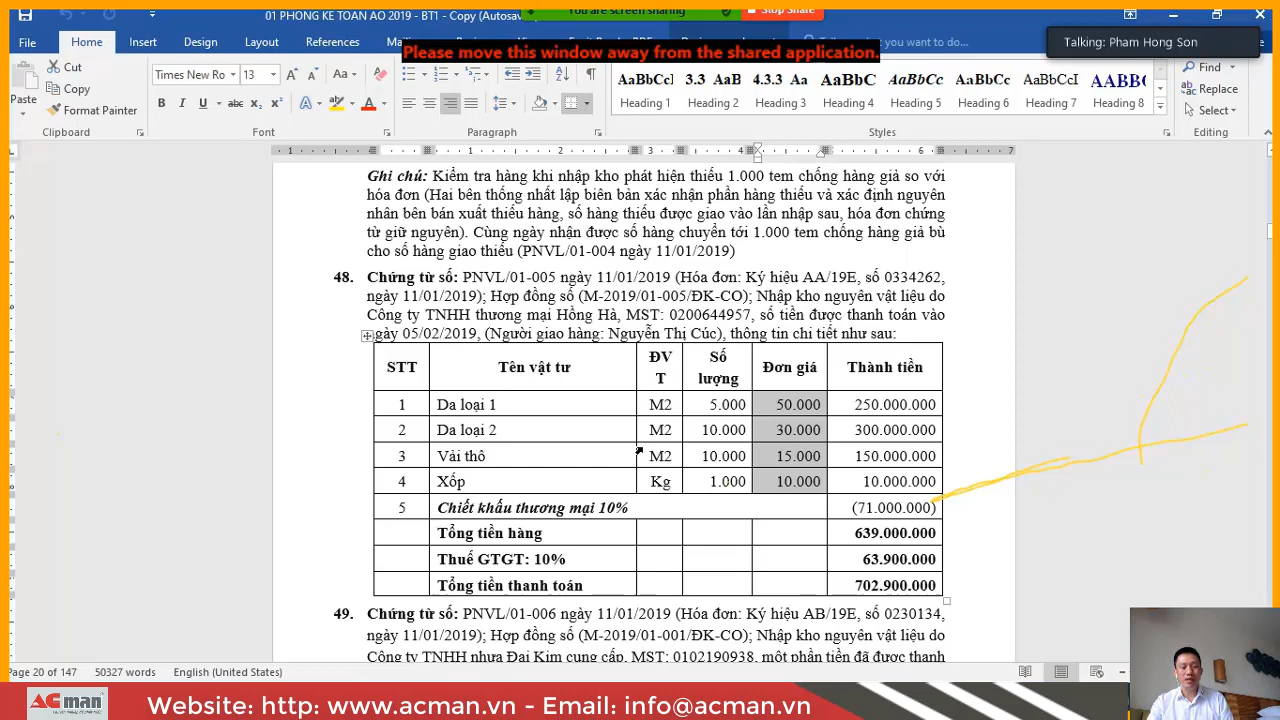 01 PHONG KE TOAN AO 2019 - BT1 - Copy (Autosav
You are screen sharing
Stop Share
Please move this window away from the shared application.
Talking: Pham Hong Son
File
Home
Insert
Design
Layout
References
you want to do...
Paste
Cut
Copy
Format Painter
Clipboard
Times New Ro
13
Aa
B
U
abc
x₂
x²
Font
Paragraph
AaBbCcl
3.3 AaB
4.3.3 Aa
AaBbC
AaBbCc
AaBbCc
AaBbCcI
AABBC
Heading 1
Heading 2
Heading 3
Heading 4
Heading 5
Heading 6
Heading 7
Heading 8
Styles
Find
Replace
Select
Editing
1 1 2 3 4 6 7
Ghi chú: Kiểm tra hàng khi nhập kho phát hiện thiếu 1.000 tem chống hàng giả so với
hóa đơn (Hai bên thống nhất lập biên bản xác nhận phần hàng thiếu và xác định nguyên
nhân bên bán xuất thiếu hàng, số hàng thiếu được giao vào lần nhập sau, hóa đơn chứng
từ giữ nguyên). Cùng ngày nhận được số hàng chuyển tới 1.000 tem chống hàng giả bù
cho số hàng giao thiếu (PNVL/01-004 ngày 11/01/2019)
48. Chứng từ số: PNVL/01-005 ngày 11/01/2019 (Hóa đơn: Ký hiệu AA/19E, số 0334262,
ngày 11/01/2019); Hợp đồng số (M-2019/01-005/ĐK-CO); Nhập kho nguyên vật liệu do
Công ty TNHH thương mại Hồng Hà, MST: 0200644957, số tiền được thanh toán vào
ngày 05/02/2019, (Người giao hàng: Nguyễn Thị Cúc), thông tin chi tiết như sau:
STT Tên vật tư ĐVT Số lượng Đơn giá Thành tiền
1 Da loại 1 M2 5.000 50.000 250.000.000
2 Da loại 2 M2 10.000 30.000 300.000.000
3 Vải thô M2 10.000 15.000 150.000.000
4 Xốp Kg 1.000 10.000 10.000.000
5 Chiết khấu thương mại 10% (71.000.000)
Tổng tiền hàng 639.000.000
Thuế GTGT: 10% 63.900.000
Tổng tiền thanh toán 702.900.000
49. Chứng từ số: PNVL/01-006 ngày 11/01/2019 (Hóa đơn: Ký hiệu AB/19E, số 0230134,
ngày 11/01/2019); Hợp đồng số (M-2019/01-001/ĐK-CO); Nhập kho nguyên vật liệu do
Công ty TNHH nhựa Đại Kim cung cấp, MST: 0102190938, một phần tiền đã được thanh
Page 20 of 147
50327 words
English (United States)
ACman
Website: http: www.acman.vn - Email: info@acman.vn